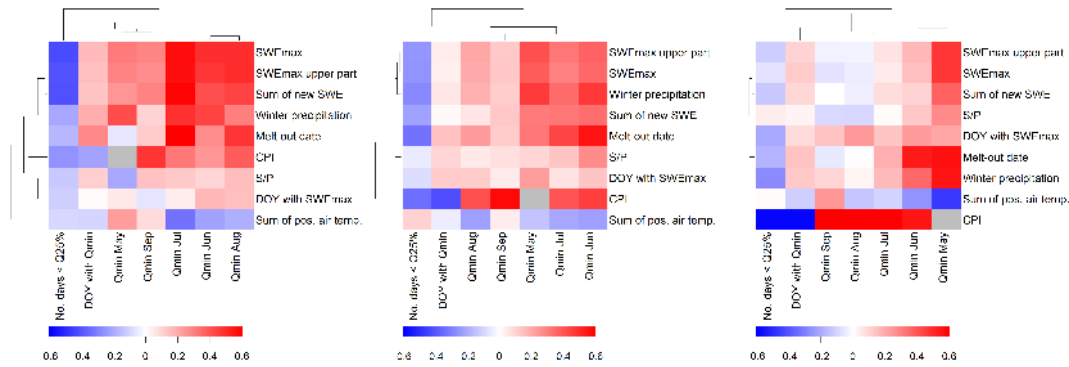 SWEmax
SWEmax upper part
Sum of new SWE
Winter precpitation
Melt out date
CPI
S/P
DOY with SWEmax
Sum of pos. air temp.
No. days < Q25%
DOY with Qmin
Qmin May
Qmin Sep
Qmin Jul
Qmin Jun
Qmin Aug
0.6 0.4 0.2 0 0.2 0.4 0.6
SWEmax upper part
SWEmax
Winter precipitation
Sum of new SWE
Melt out date
S/P
DOY with SWEmax
CPI
Sum of pos. air temp.
No. days < Q25%
DOY with Qmin
Qmin Aug
Qmin Sep
Qmin May
Qmin Jul
Qmin Jun
0.6 0.4 0.2 0 0.2 0.4 0.6
SWEmax upper part
SWEmax
Sum of new SWE
S/P
DOY with SWEmax
Melt-out date
Winter precipitation
Sum of pos. air temp.
CPI
No. days < Q25%
DOY with Qmin
Qmin Sep
Qmin Aug
Qmin Jul
Qmin Jun
Qmin May
0.6 0.4 0.2 0 0.2 0.4 0.6